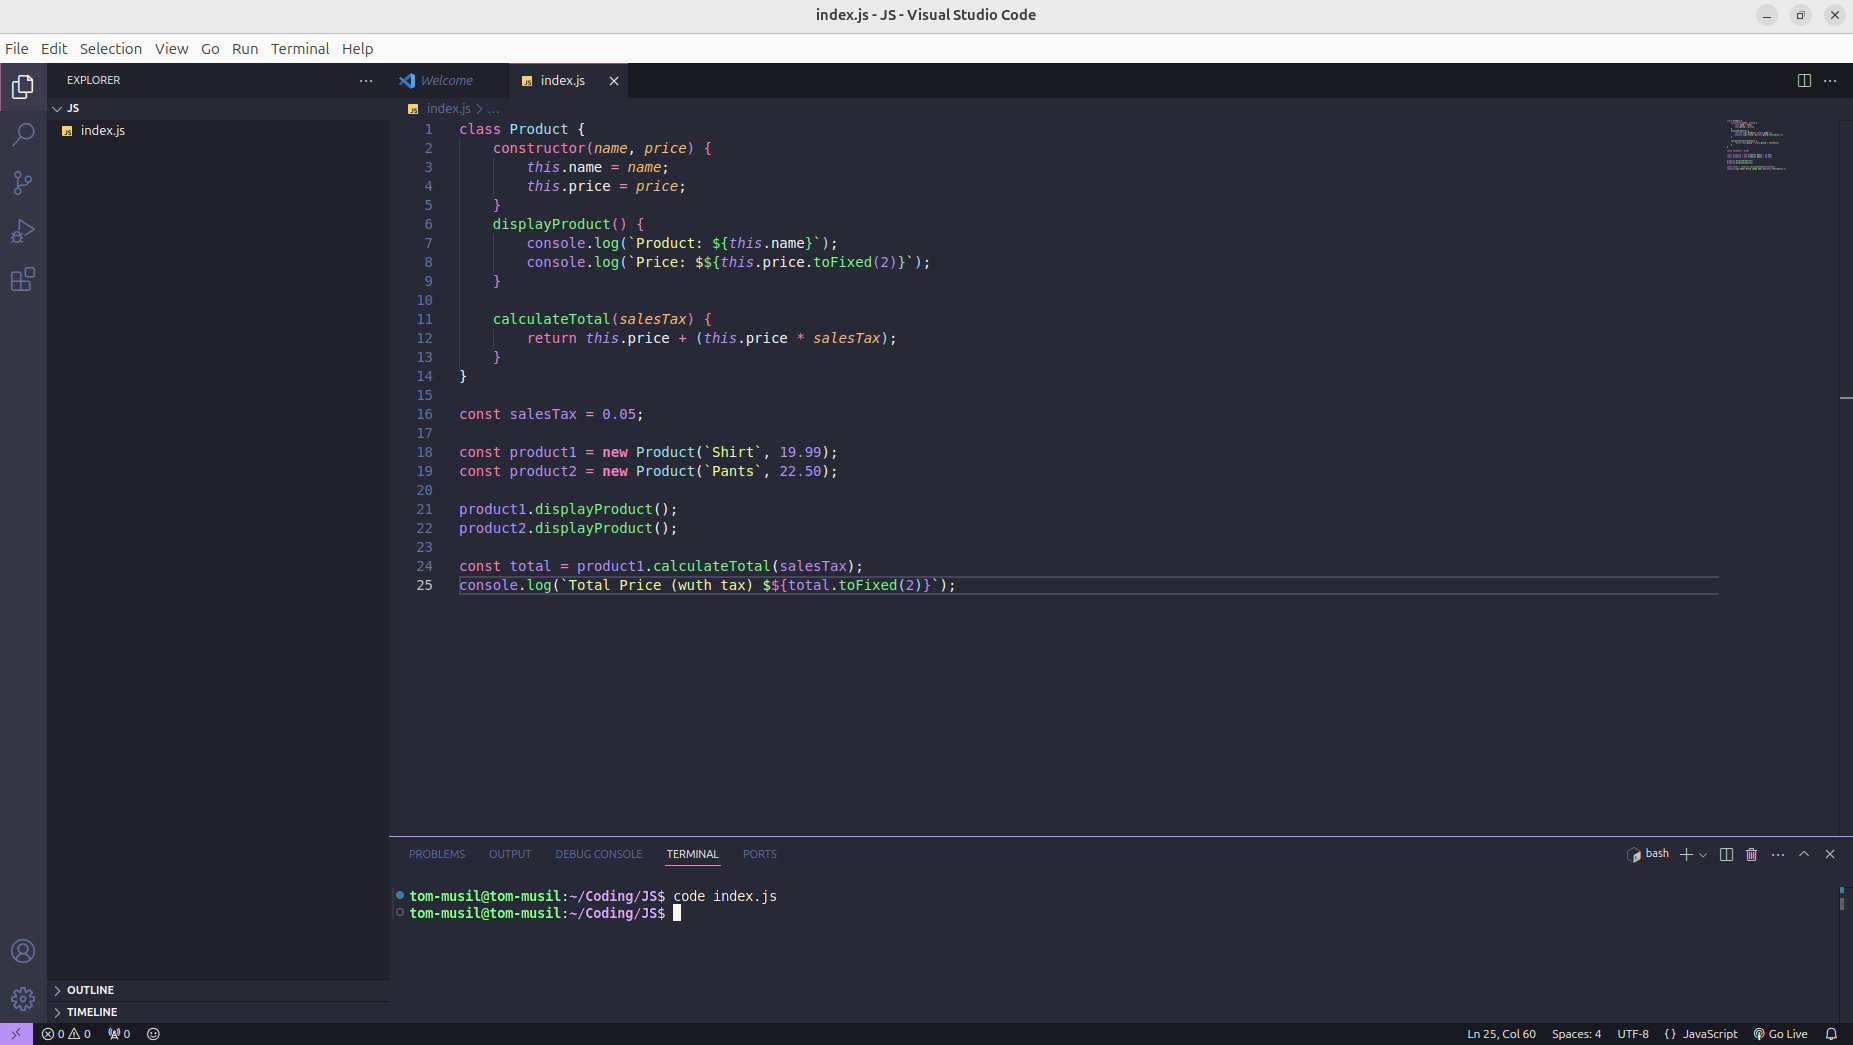 index.js - JS - Visual Studio Code
File Edit Selection View Go Run Terminal Help
EXPLORER
JS
index.js
Welcome
index.js
index.js > ...
1 class Product {
2 constructor(name, price) {
3 this.name = name;
4 this.price = price;
5 }
6 displayProduct() {
7 console.log(`Product: ${this.name}`);
8 console.log(`Price: $${this.price.toFixed(2)}`);
9 }
10
11 calculateTotal(salesTax) {
12 return this.price + (this.price * salesTax);
13 }
14 }
15
16 const salesTax = 0.05;
17
18 const product1 = new Product(`Shirt`, 19.99);
19 const product2 = new Product(`Pants`, 22.50);
20
21 product1.displayProduct();
22 product2.displayProduct();
23
24 const total = product1.calculateTotal(salesTax);
25 console.log(`Total Price (wuth tax) $${total.toFixed(2)}`);
PROBLEMS OUTPUT DEBUG CONSOLE TERMINAL PORTS
bash
tom-musil@tom-musil:~/Coding/JS$ code index.js
tom-musil@tom-musil:~/Coding/JS$
OUTLINE
TIMELINE
0 0 0
Ln 25, Col 60 Spaces: 4 UTF-8 {} JavaScript Go Live